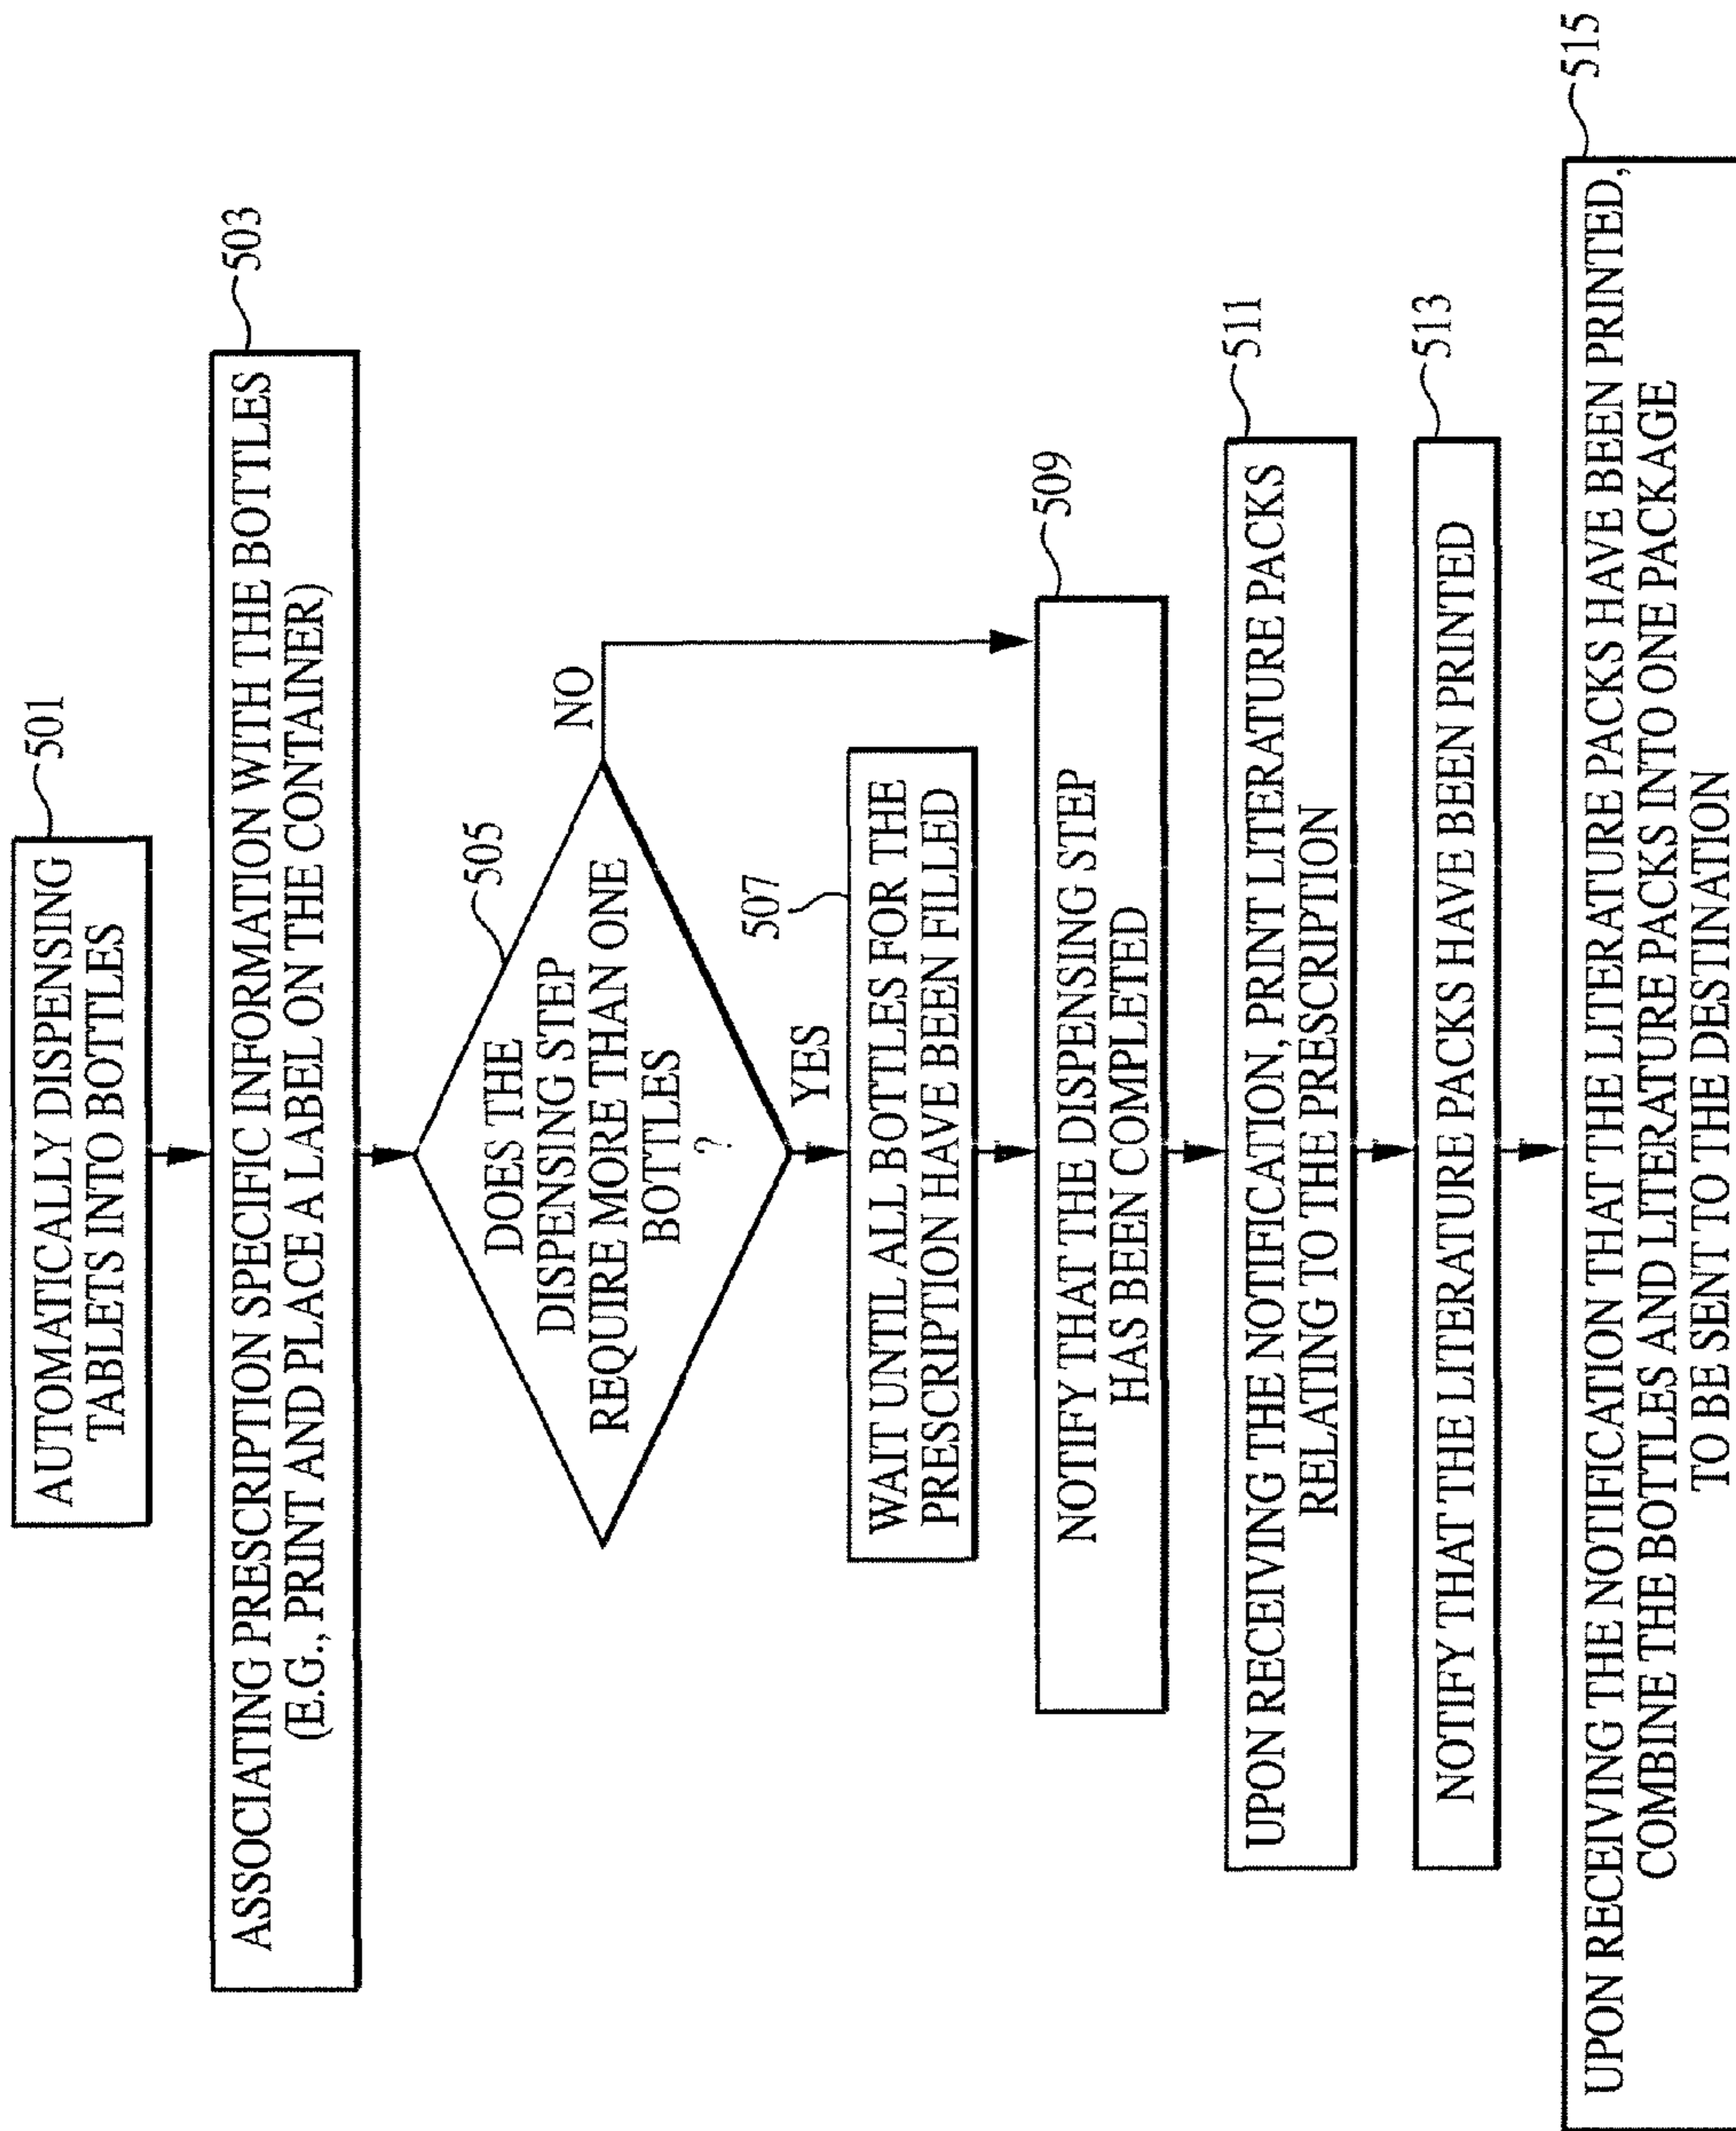 AUTOMATICALLY DISPENSING
TABLETS INTO BOTTLES
501
ASSOCIATING PRESCRIPTION SPECIFIC INFORMATION WITH THE BOTTLES
(E.G., PRINT AND PLACE A LABEL ON THE CONTAINER)
503
DOES THE
DISPENSING STEP
REQUIRE MORE THAN ONE
BOTTLES
?
505
NO
YES
507
WAIT UNTIL ALL BOTTLES FOR THE
PRESCRIPTION HAVE BEEN FILLED
NOTIFY THAT THE DISPENSING STEP
HAS BEEN COMPLETED
509
UPON RECEIVING THE NOTIFICATION, PRINT LITERATURE PACKS
RELATING TO THE PRESCRIPTION
511
NOTIFY THAT THE LITERATURE PACKS HAVE BEEN PRINTED
513
UPON RECEIVING THE NOTIFICATION THAT THE LITERATURE PACKS HAVE BEEN PRINTED,
COMBINE THE BOTTLES AND LITERATURE PACKS INTO ONE PACKAGE
TO BE SENT TO THE DESTINATION
515